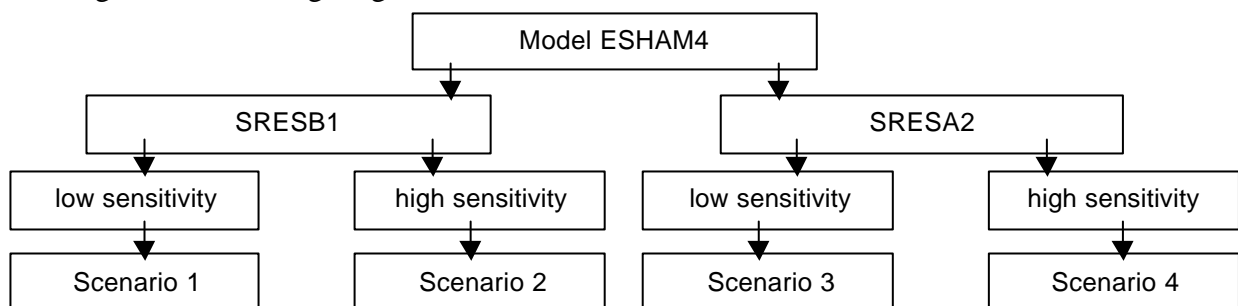 Model ESHAM4
SRESB1 SRESA2
low sensitivity high sensitivity low sensitivity high sensitivity
Scenario 1 Scenario 2 Scenario 3 Scenario 4